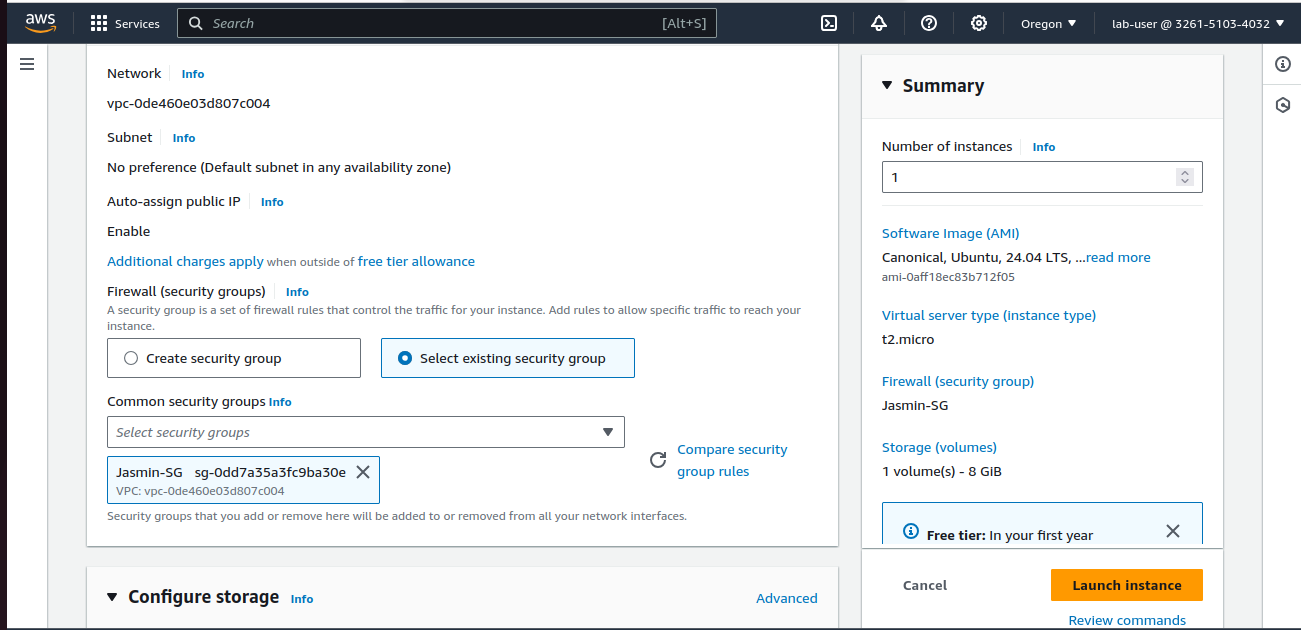 aws
Services
Search
[Alt+S]
Oregon
lab-user @ 3261-5103-4032
Network Info
vpc-0de460e03d807c004
Subnet Info
No preference (Default subnet in any availability zone)
Auto-assign public IP Info
Enable
Additional charges apply when outside of free tier allowance
Firewall (security groups) Info
A security group is a set of firewall rules that control the traffic for your instance. Add rules to allow specific traffic to reach your
instance.
Create security group
Select existing security group
Common security groups Info
Select security groups
Compare security
group rules
Jasmin-SG sg-0dd7a35a3fc9ba30e
VPC: vpc-0de460e03d807c004
Security groups that you add or remove here will be added to or removed from all your network interfaces.
Configure storage Info
Advanced
Summary
Number of instances Info
1
Software Image (AMI)
Canonical, Ubuntu, 24.04 LTS, ...read more
ami-0aff18ec83b712f05
Virtual server type (instance type)
t2.micro
Firewall (security group)
Jasmin-SG
Storage (volumes)
1 volume(s) - 8 GiB
Free tier: In your first year
Cancel
Launch instance
Review commands